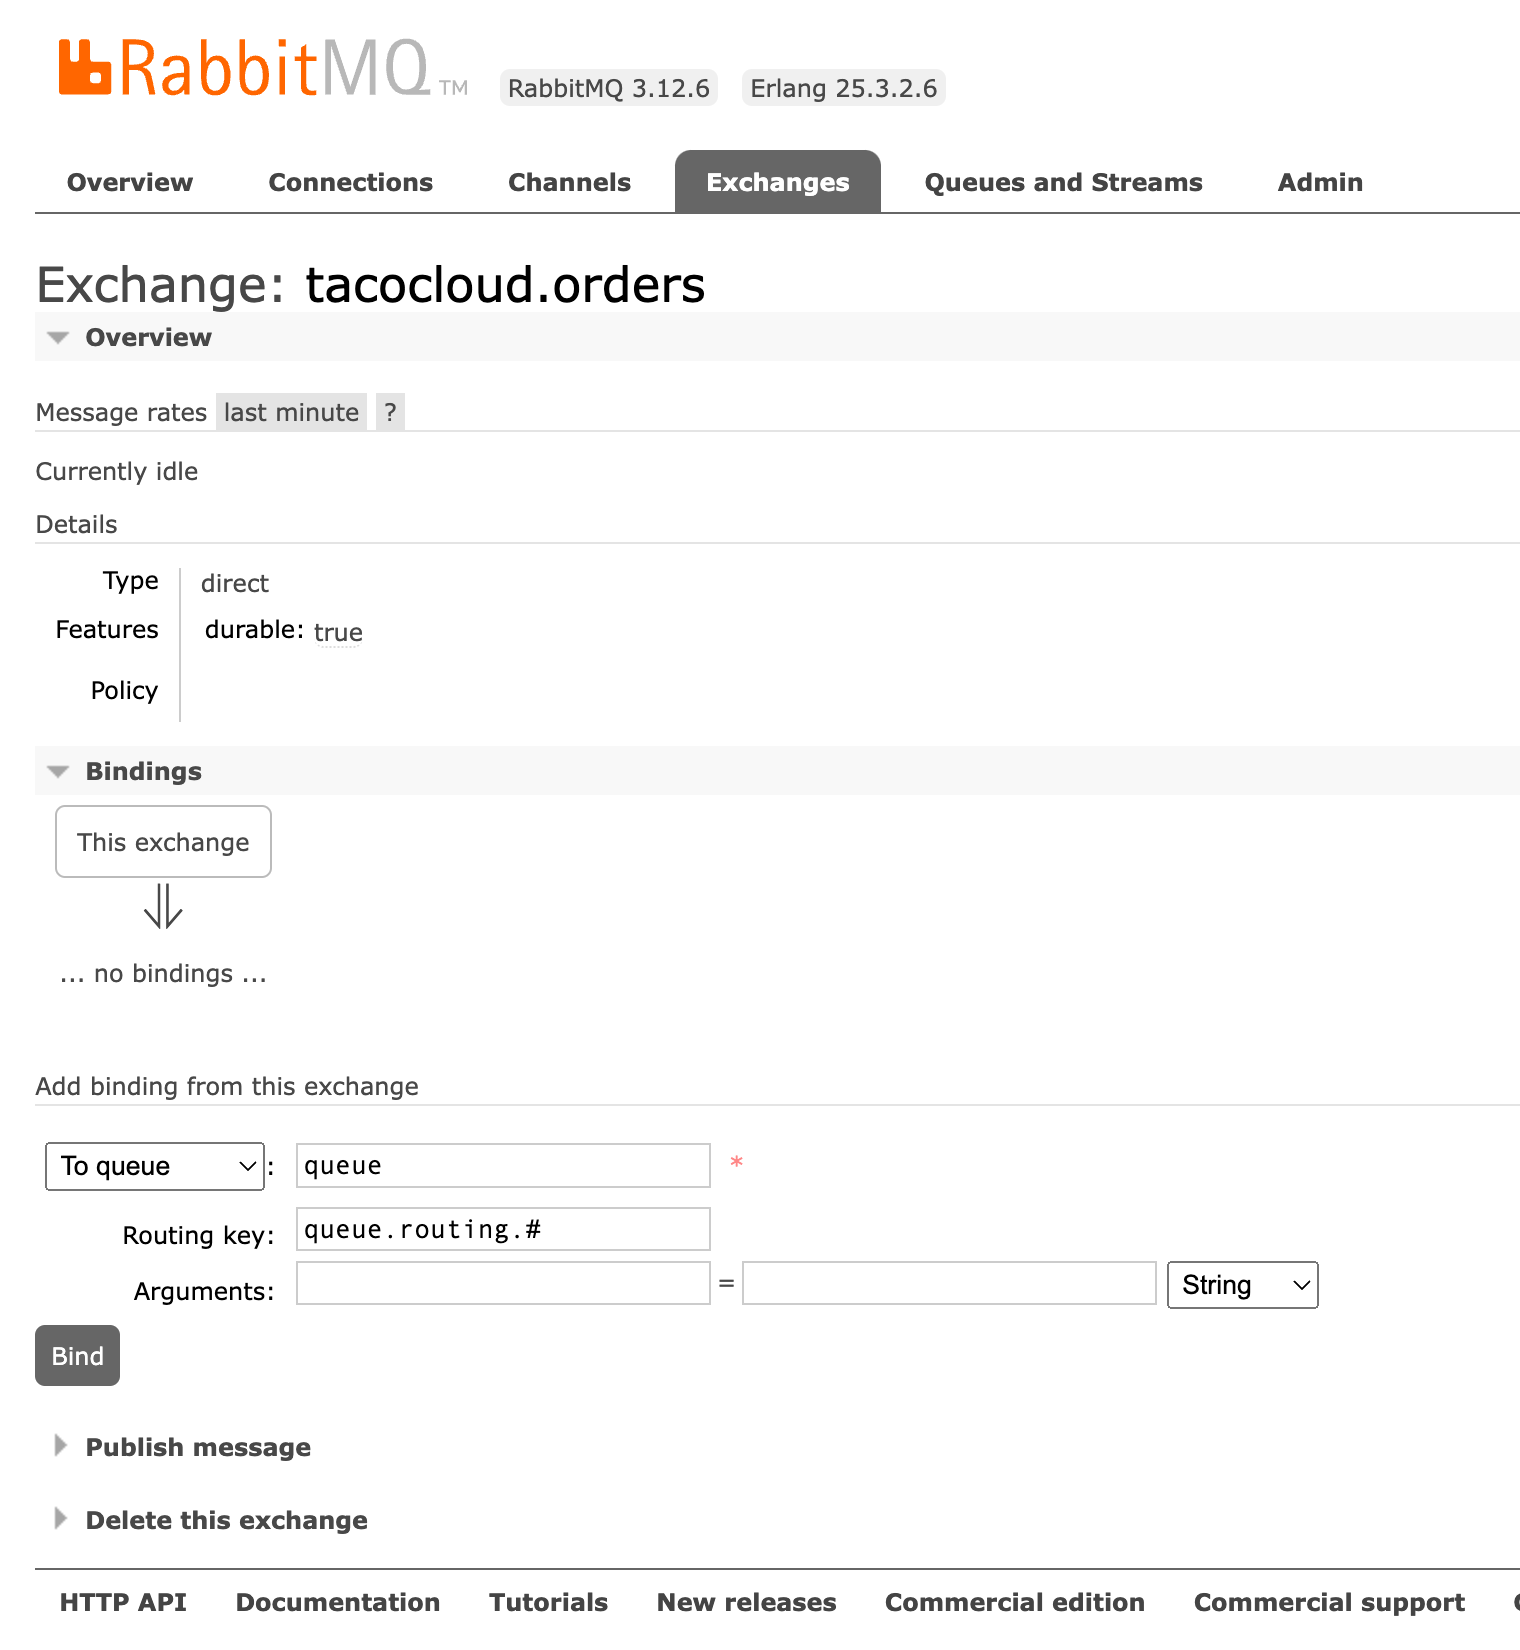 RabbitMQ TM RabbitMQ 3.12.6 Erlang 25.3.2.6
Overview Connections Channels Exchanges Queues and Streams Admin
Exchange: tacocloud.orders
Overview
Message rates last minute ?
Currently idle
Details
Type direct
Features durable: true
Policy
Bindings
This exchange
⇓
... no bindings ...
Add binding from this exchange
To queue : queue *
Routing key: queue.routing.#
Arguments: = String
Bind
Publish message
Delete this exchange
HTTP API Documentation Tutorials New releases Commercial edition Commercial support